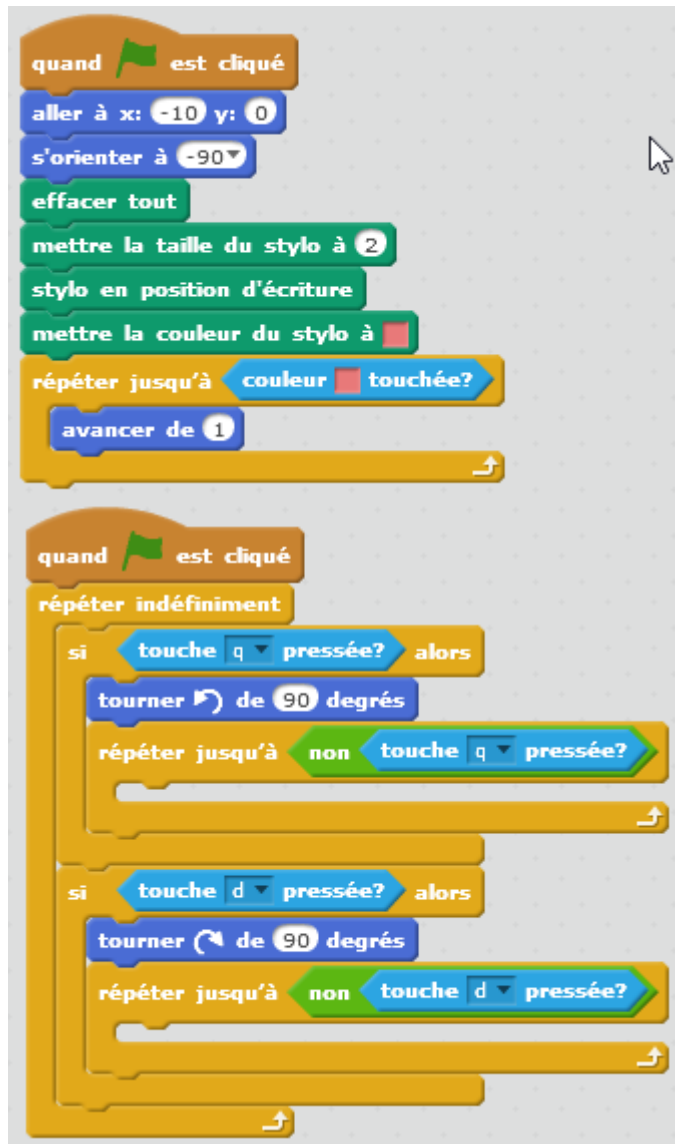 quand est cliqué
aller à x: -10 y: 0
s'orienter à -90
effacer tout
mettre la taille du stylo à 2
stylo en position d'écriture
mettre la couleur du stylo à
répéter jusqu'à couleur touchée?
avancer de 1
quand est cliqué
répéter indéfiniment
si touche q pressée? alors
tourner de 90 degrés
répéter jusqu'à non touche q pressée?
si touche d pressée? alors
tourner de 90 degrés
répéter jusqu'à non touche d pressée?